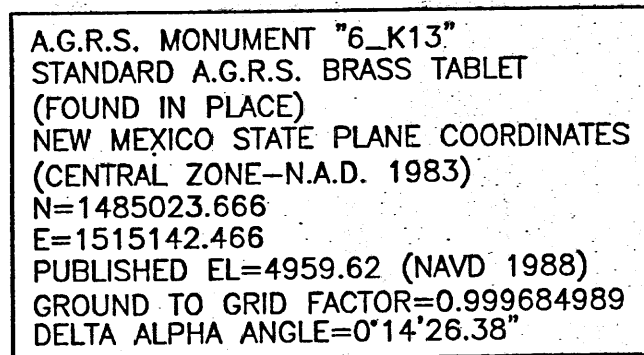 A.G.R.S. MONUMENT "6_K13"
STANDARD A.G.R.S. BRASS TABLET
(FOUND IN PLACE)
NEW MEXICO STATE PLANE COORDINATES
(CENTRAL ZONE–N.A.D. 1983)
N=1485023.666
E=1515142.466
PUBLISHED EL=4959.62 (NAVD 1988)
GROUND TO GRID FACTOR=0.999684989
DELTA ALPHA ANGLE=0°14'26.38"